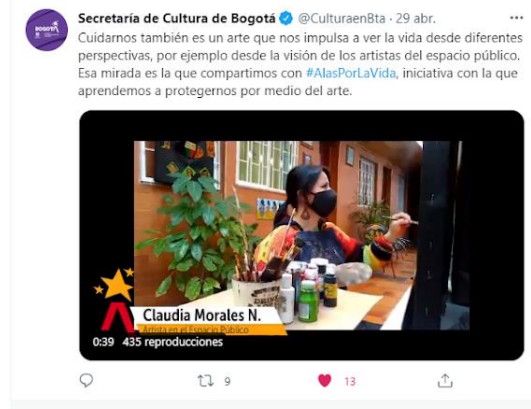 Secretaría de Cultura de Bogotá @CulturaenBta · 29 abr.
Cuidarnos también es un arte que nos impulsa a ver la vida desde diferentes
perspectivas, por ejemplo desde la visión de los artistas del espacio público.
Esa mirada es la que compartimos con #AlasPorLaVida, iniciativa con la que
aprendemos a protegernos por medio del arte.
BOGOTÁ
Claudia Morales N.
Artista en el Espacio Público
0:39 435 reproducciones
9
13